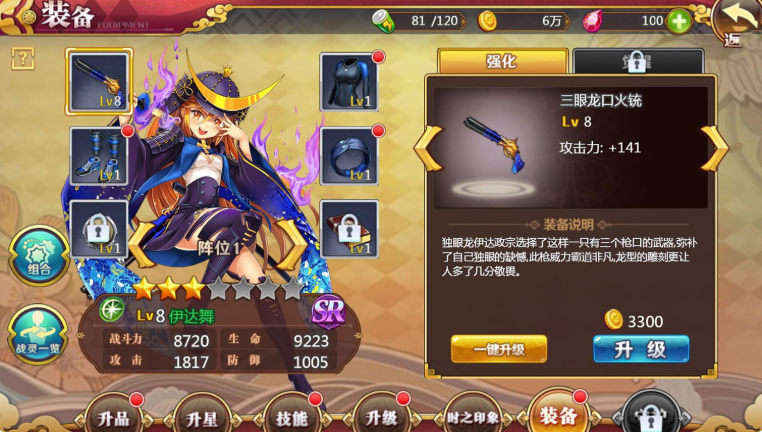 装备
EQUIPMENT
81 /120
6万
100
返
?
Lv8
Lv1
Lv1
Lv1
Lv1
Lv1
组合
战灵一览
阵位1
Lv8 伊达舞
SR
战斗力 8720 生 命 9223
攻 击 1817 防 御 1005
强化
三眼龙口火铳
Lv 8
攻击力: +141
装备说明
独眼龙伊达政宗选择了这样一只有三个枪口的武器,弥补
了自己独眼的缺憾,此枪威力霸道非凡,龙型的雕刻更让
人多了几分敬畏。
3300
一键升级
升 级
升品
升星
技能
升级
时之印象
装备